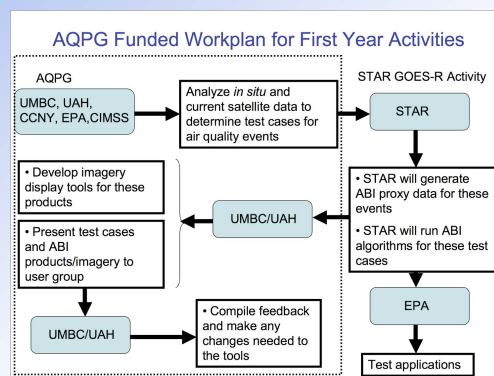 AQPG Funded Workplan for First Year Activities
AQPG
UMBC, UAH,
CCNY, EPA,CIMSS
Analyze in situ and
current satellite data to
determine test cases for
air quality events
STAR GOES-R Activity
STAR
• STAR will generate
ABI proxy data for these
events
• STAR will run ABI
algorithms for these test
cases
UMBC/UAH
• Develop imagery
display tools for these
products
• Present test cases
and ABI
products/imagery to
user group
UMBC/UAH
• Compile feedback
and make any
changes needed to
the tools
EPA
Test applications